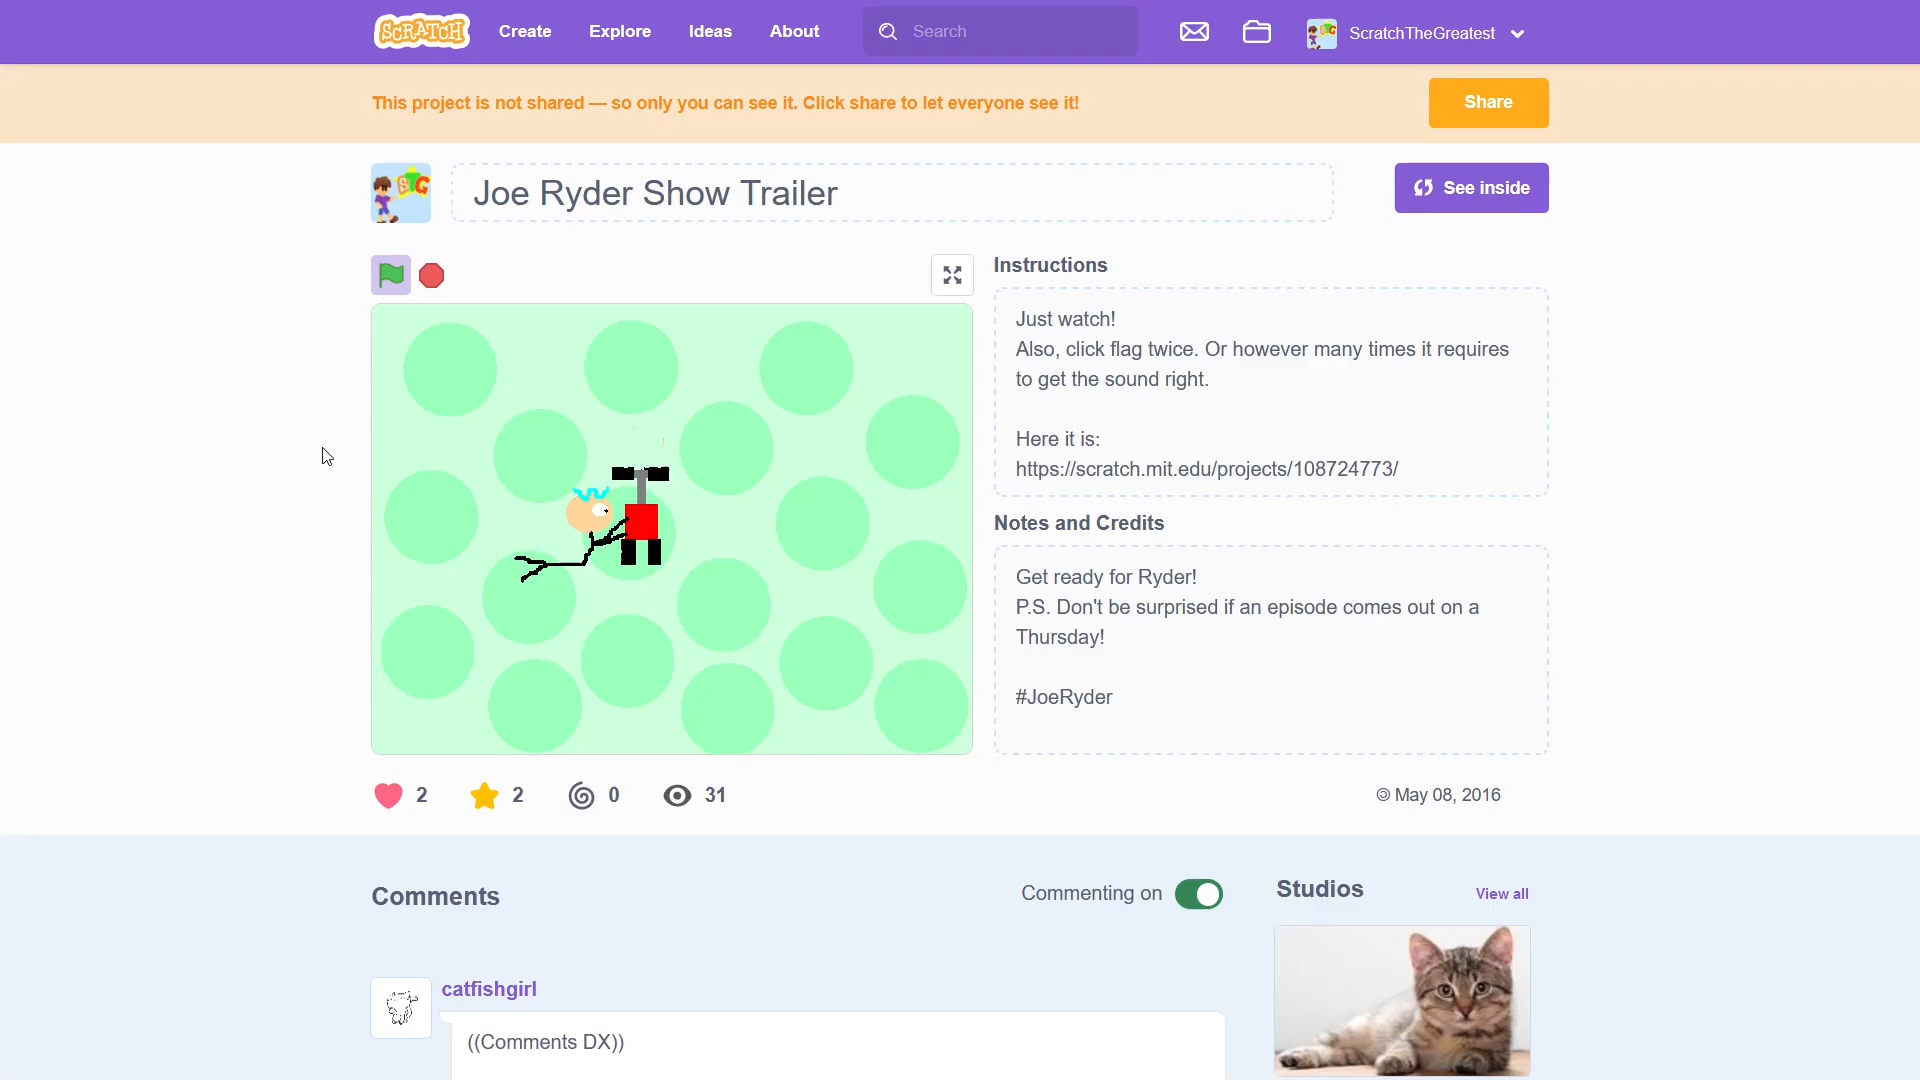 SCRATCH
Create
Explore
Ideas
About
Search
ScratchTheGreatest
This project is not shared — so only you can see it. Click share to let everyone see it!
Share
BIG
Joe Ryder Show Trailer
See inside
Instructions
Just watch!
Also, click flag twice. Or however many times it requires
to get the sound right.
Here it is:
https://scratch.mit.edu/projects/108724773/
Notes and Credits
Get ready for Ryder!
P.S. Don't be surprised if an episode comes out on a
Thursday!
#JoeRyder
2
2
0
31
May 08, 2016
Comments
Commenting on
Studios
View all
catfishgirl
((Comments DX))